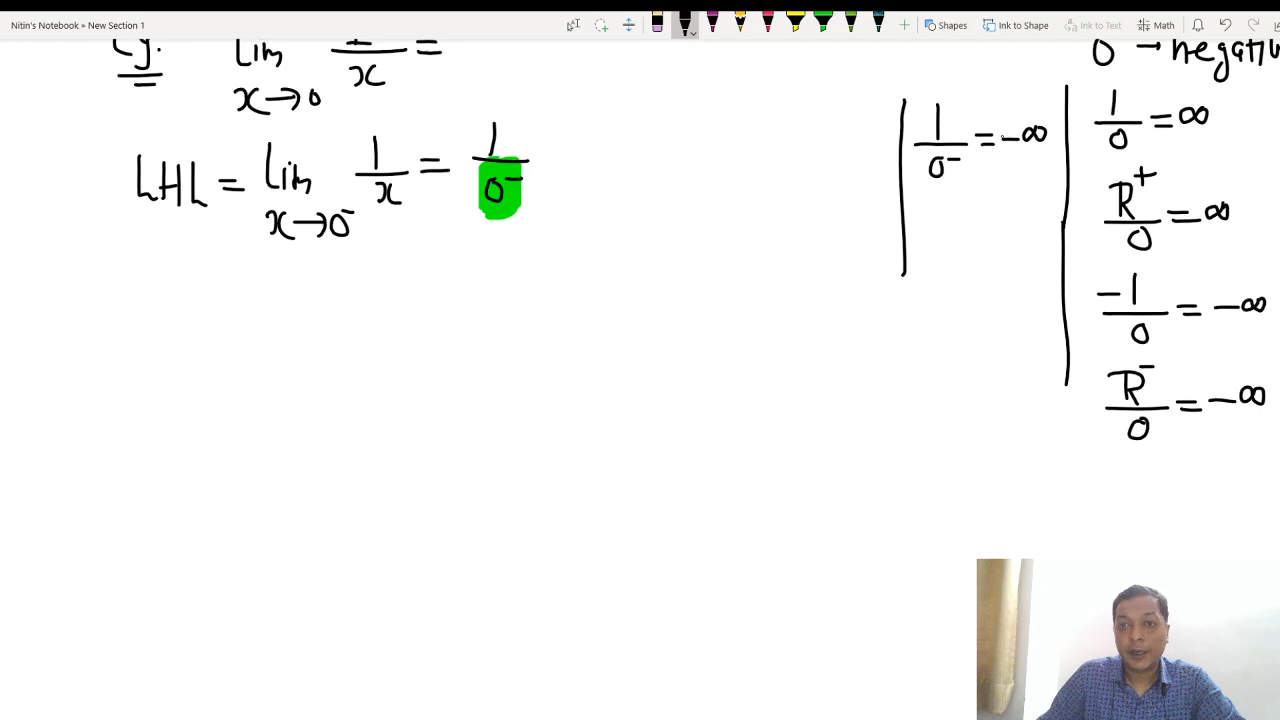 Nitin's Notebook » New Section 1
Shapes
Ink to Shape
Ink to Text
Math
Lim 1/x =
x→0
LHL = Lim 1/x = 1/0⁻
x→0⁻
1/0⁻ = -∞
0 → negativ
1/0 = ∞
R⁺/0 = ∞
-1/0 = -∞
R⁻/0 = -∞